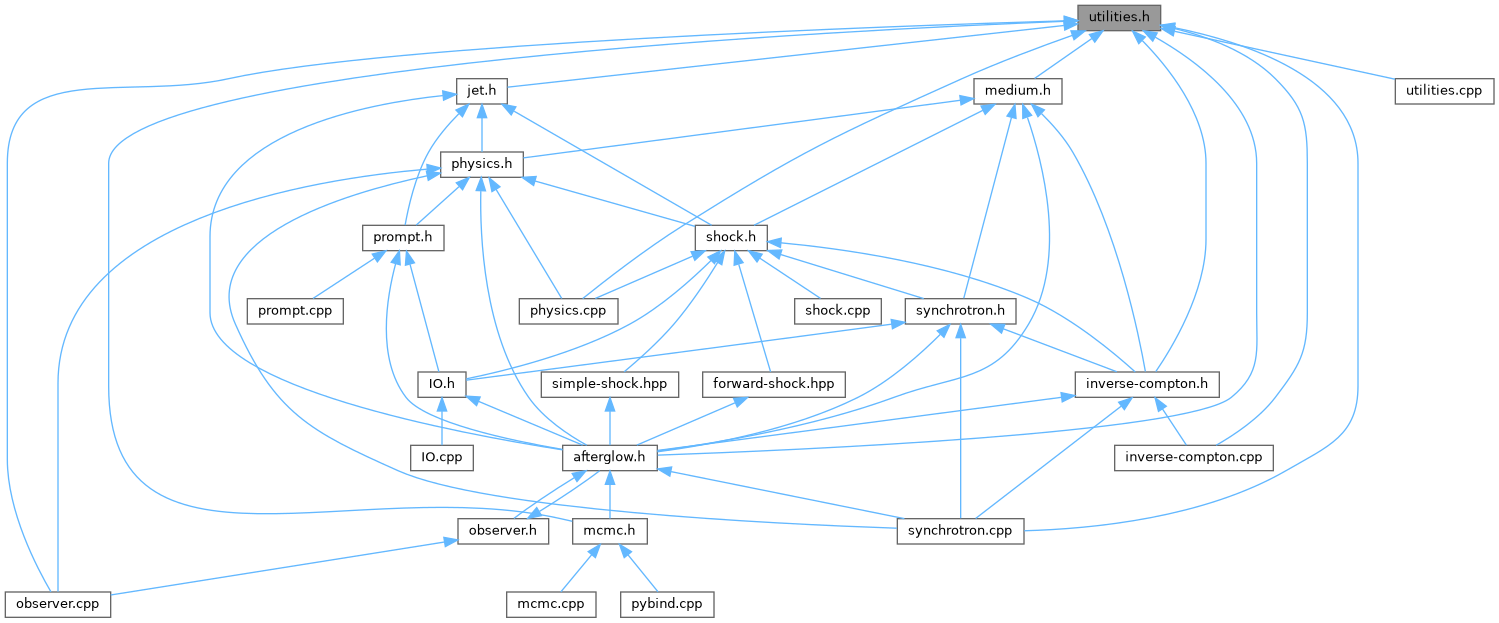 utilities.h
jet.h
medium.h
utilities.cpp
physics.h
prompt.h
shock.h
prompt.cpp
physics.cpp
shock.cpp
synchrotron.h
IO.h
simple-shock.hpp
forward-shock.hpp
inverse-compton.h
IO.cpp
afterglow.h
inverse-compton.cpp
observer.h
mcmc.h
synchrotron.cpp
observer.cpp
mcmc.cpp
pybind.cpp